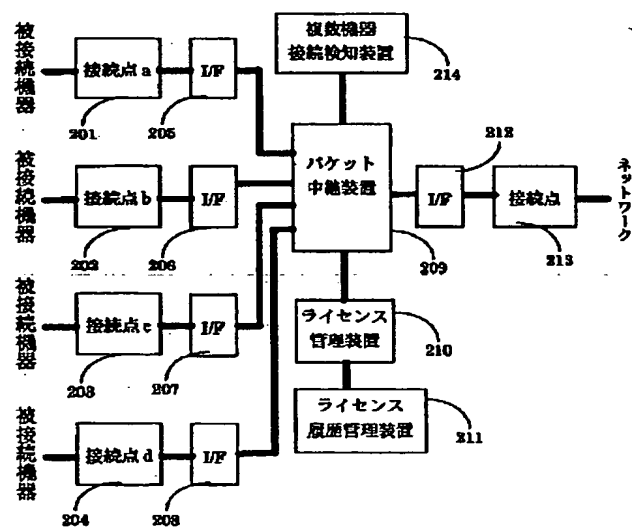 被接続機器
接続点a
I/F
201
205
複数機器
接続検知装置
214
被接続機器
接続点b
I/F
202
206
パケット
中継装置
209
212
I/F
接続点
213
ネットワーク
被接続機器
接続点c
I/F
203
207
ライセンス
管理装置
210
ライセンス
履歴管理装置
211
被接続機器
接続点d
I/F
204
208